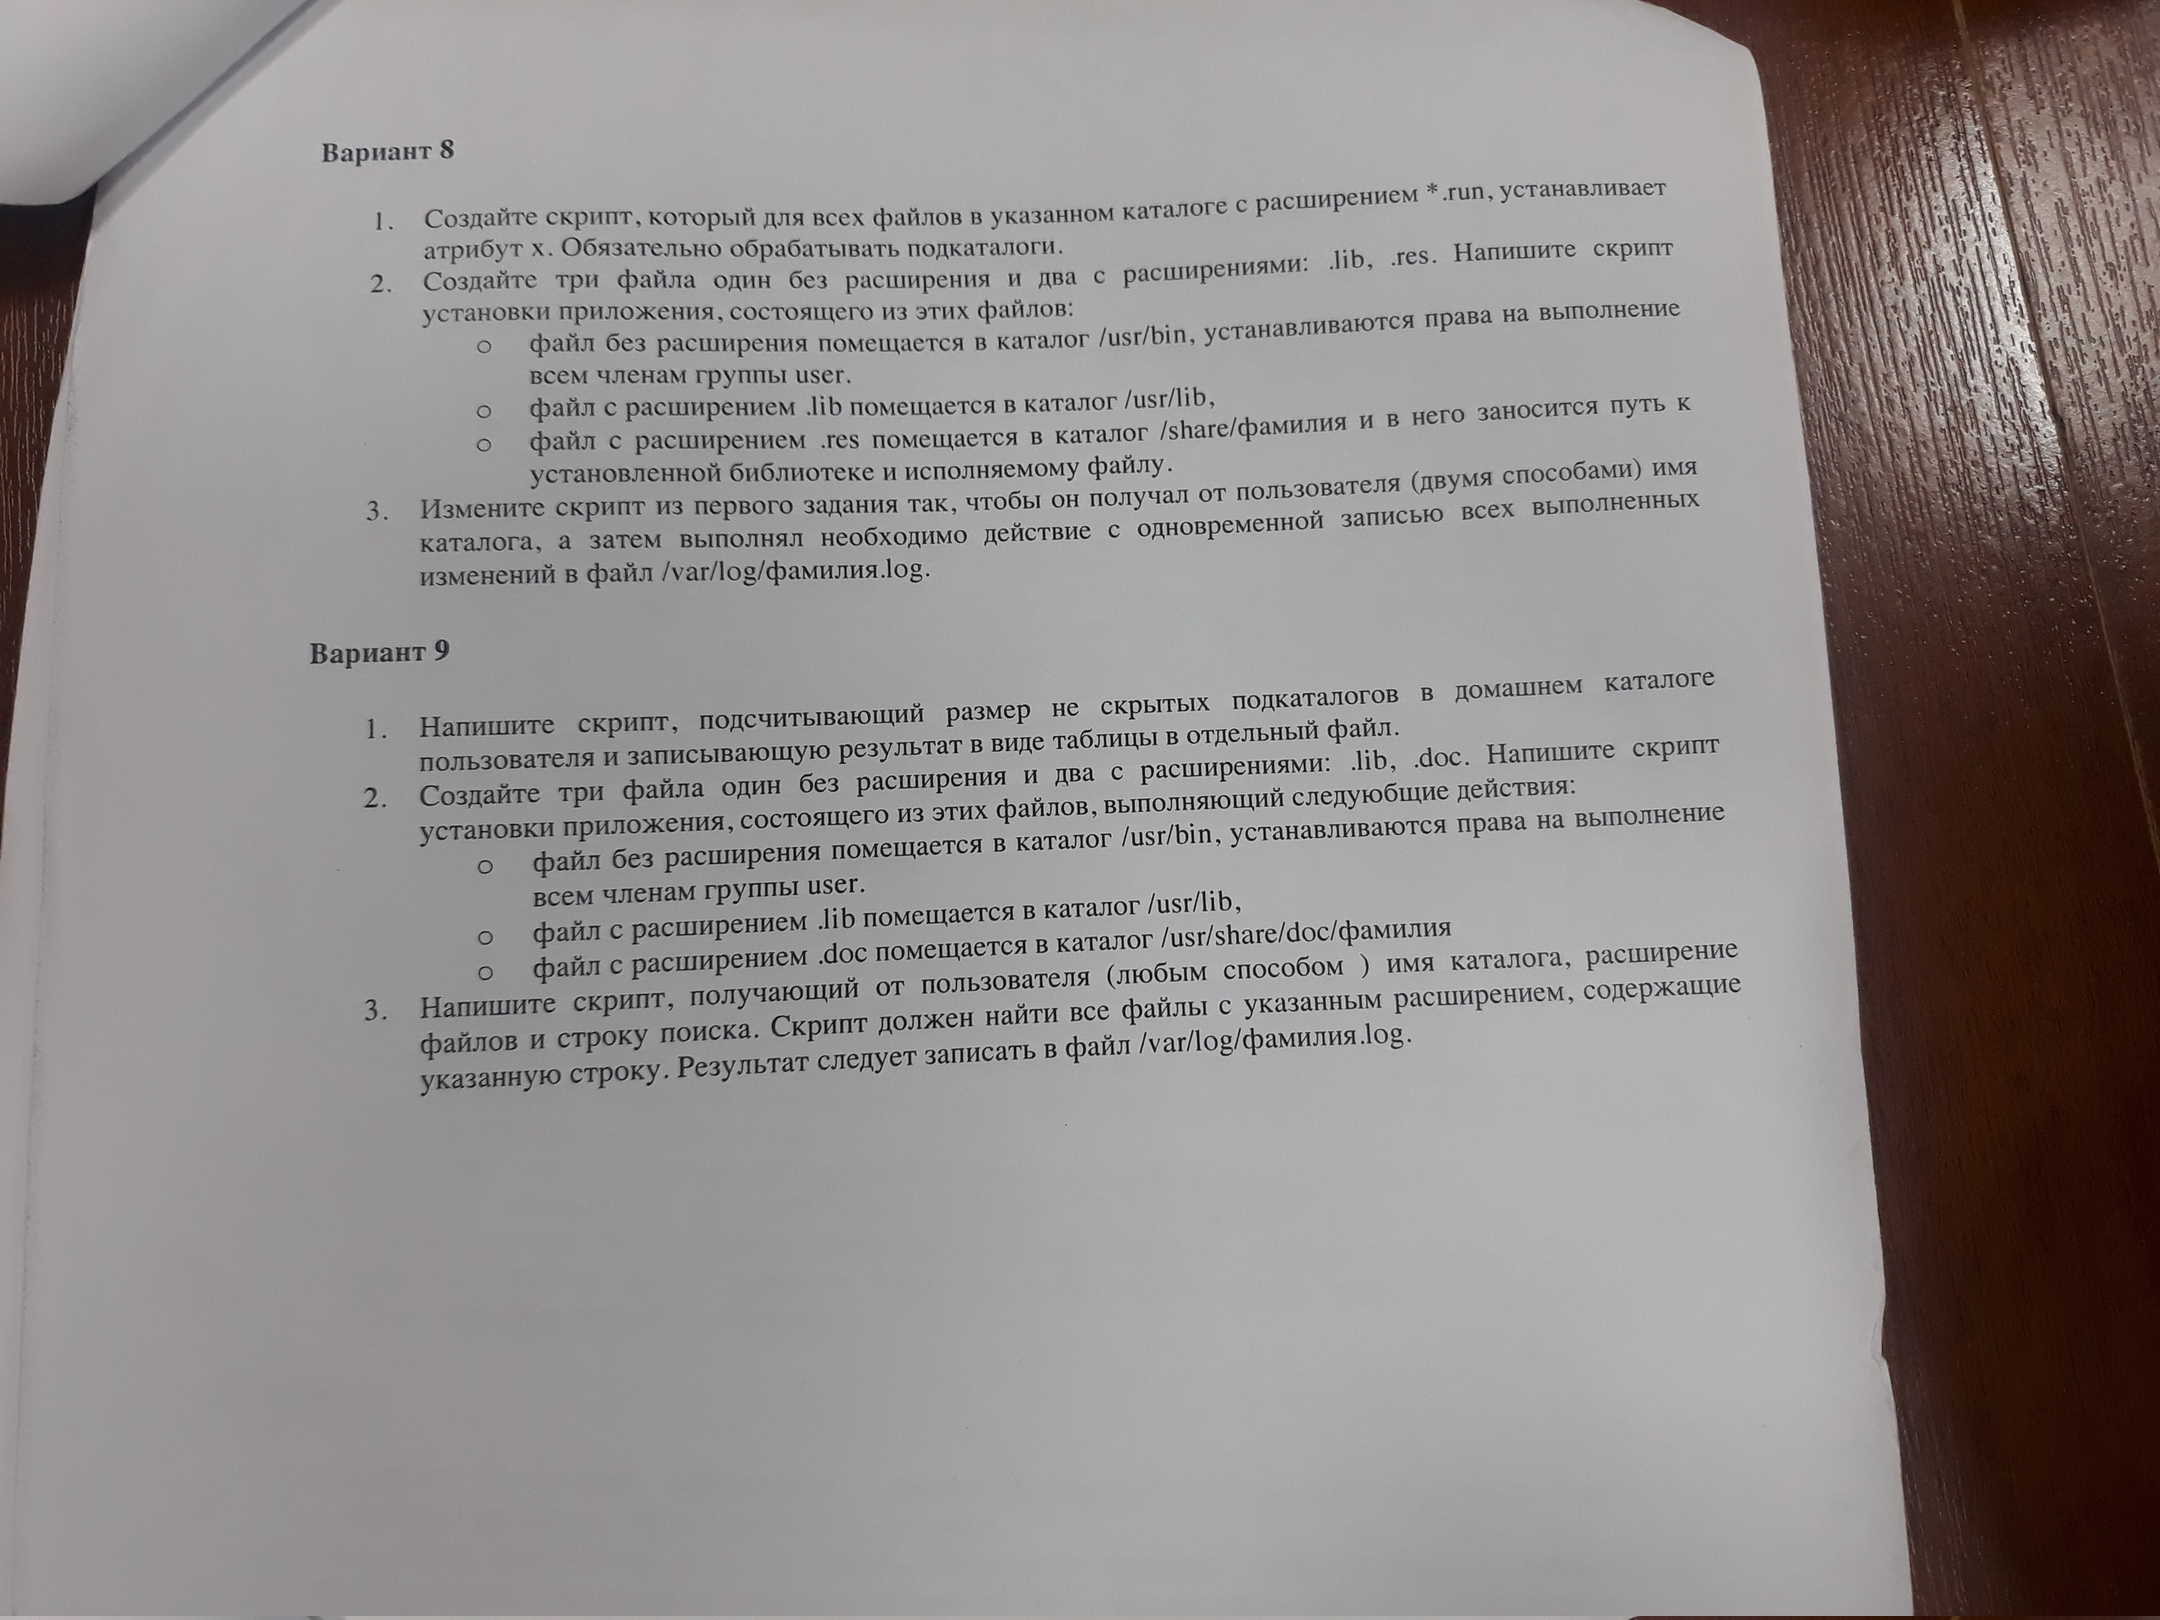 Вариант 8
1. Создайте скрипт, который для всех файлов в указанном каталоге с расширением *.run, устанавливает
атрибут x. Обязательно обрабатывать подкаталоги.
2. Создайте три файла один без расширения и два с расширениями: .lib, .res. Напишите скрипт
установки приложения, состоящего из этих файлов:
o файл без расширения помещается в каталог /usr/bin, устанавливаются права на выполнение
всем членам группы user.
o файл с расширением .lib помещается в каталог /usr/lib,
o файл с расширением .res помещается в каталог /share/фамилия и в него заносится путь к
установленной библиотеке и исполняемому файлу.
3. Измените скрипт из первого задания так, чтобы он получал от пользователя (двумя способами) имя
каталога, а затем выполнял необходимо действие с одновременной записью всех выполненных
изменений в файл /var/log/фамилия.log.
Вариант 9
1. Напишите скрипт, подсчитывающий размер не скрытых подкаталогов в домашнем каталоге
пользователя и записывающую результат в виде таблицы в отдельный файл.
2. Создайте три файла один без расширения и два с расширениями: .lib, .doc. Напишите скрипт
установки приложения, состоящего из этих файлов, выполняющий следуюбщие действия:
o файл без расширения помещается в каталог /usr/bin, устанавливаются права на выполнение
всем членам группы user.
o файл с расширением .lib помещается в каталог /usr/lib,
o файл с расширением .doc помещается в каталог /usr/share/doc/фамилия
3. Напишите скрипт, получающий от пользователя (любым способом ) имя каталога, расширение
файлов и строку поиска. Скрипт должен найти все файлы с указанным расширением, содержащие
указанную строку. Результат следует записать в файл /var/log/фамилия.log.